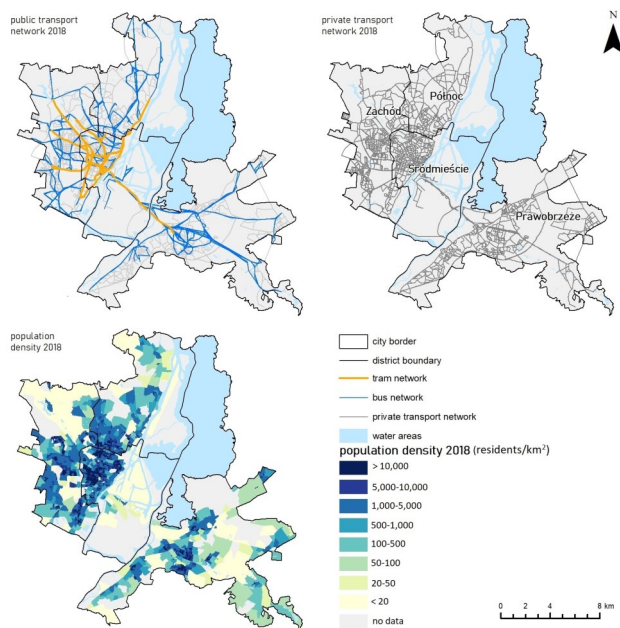 public transport
network 2018
private transport
network 2018
N
Północ
Zachód
Śródmieście
Prawobrzeże
population
density 2018
city border
district boundary
tram network
bus network
private transport network
water areas
population density 2018 (residents/km²)
> 10,000
5,000-10,000
1,000-5,000
500-1,000
100-500
50-100
20-50
< 20
no data
0 2 4 8 km